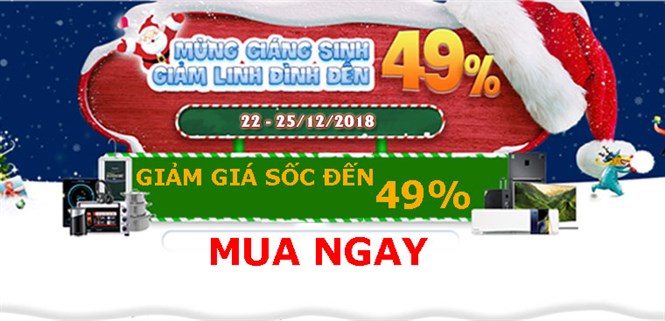 MỪNG GIÁNG SINH
GIẢM LINH ĐÌNH ĐẾN 49%
22 - 25/12/2018
GIẢM GIÁ SỐC ĐẾN 49%
MUA NGAY